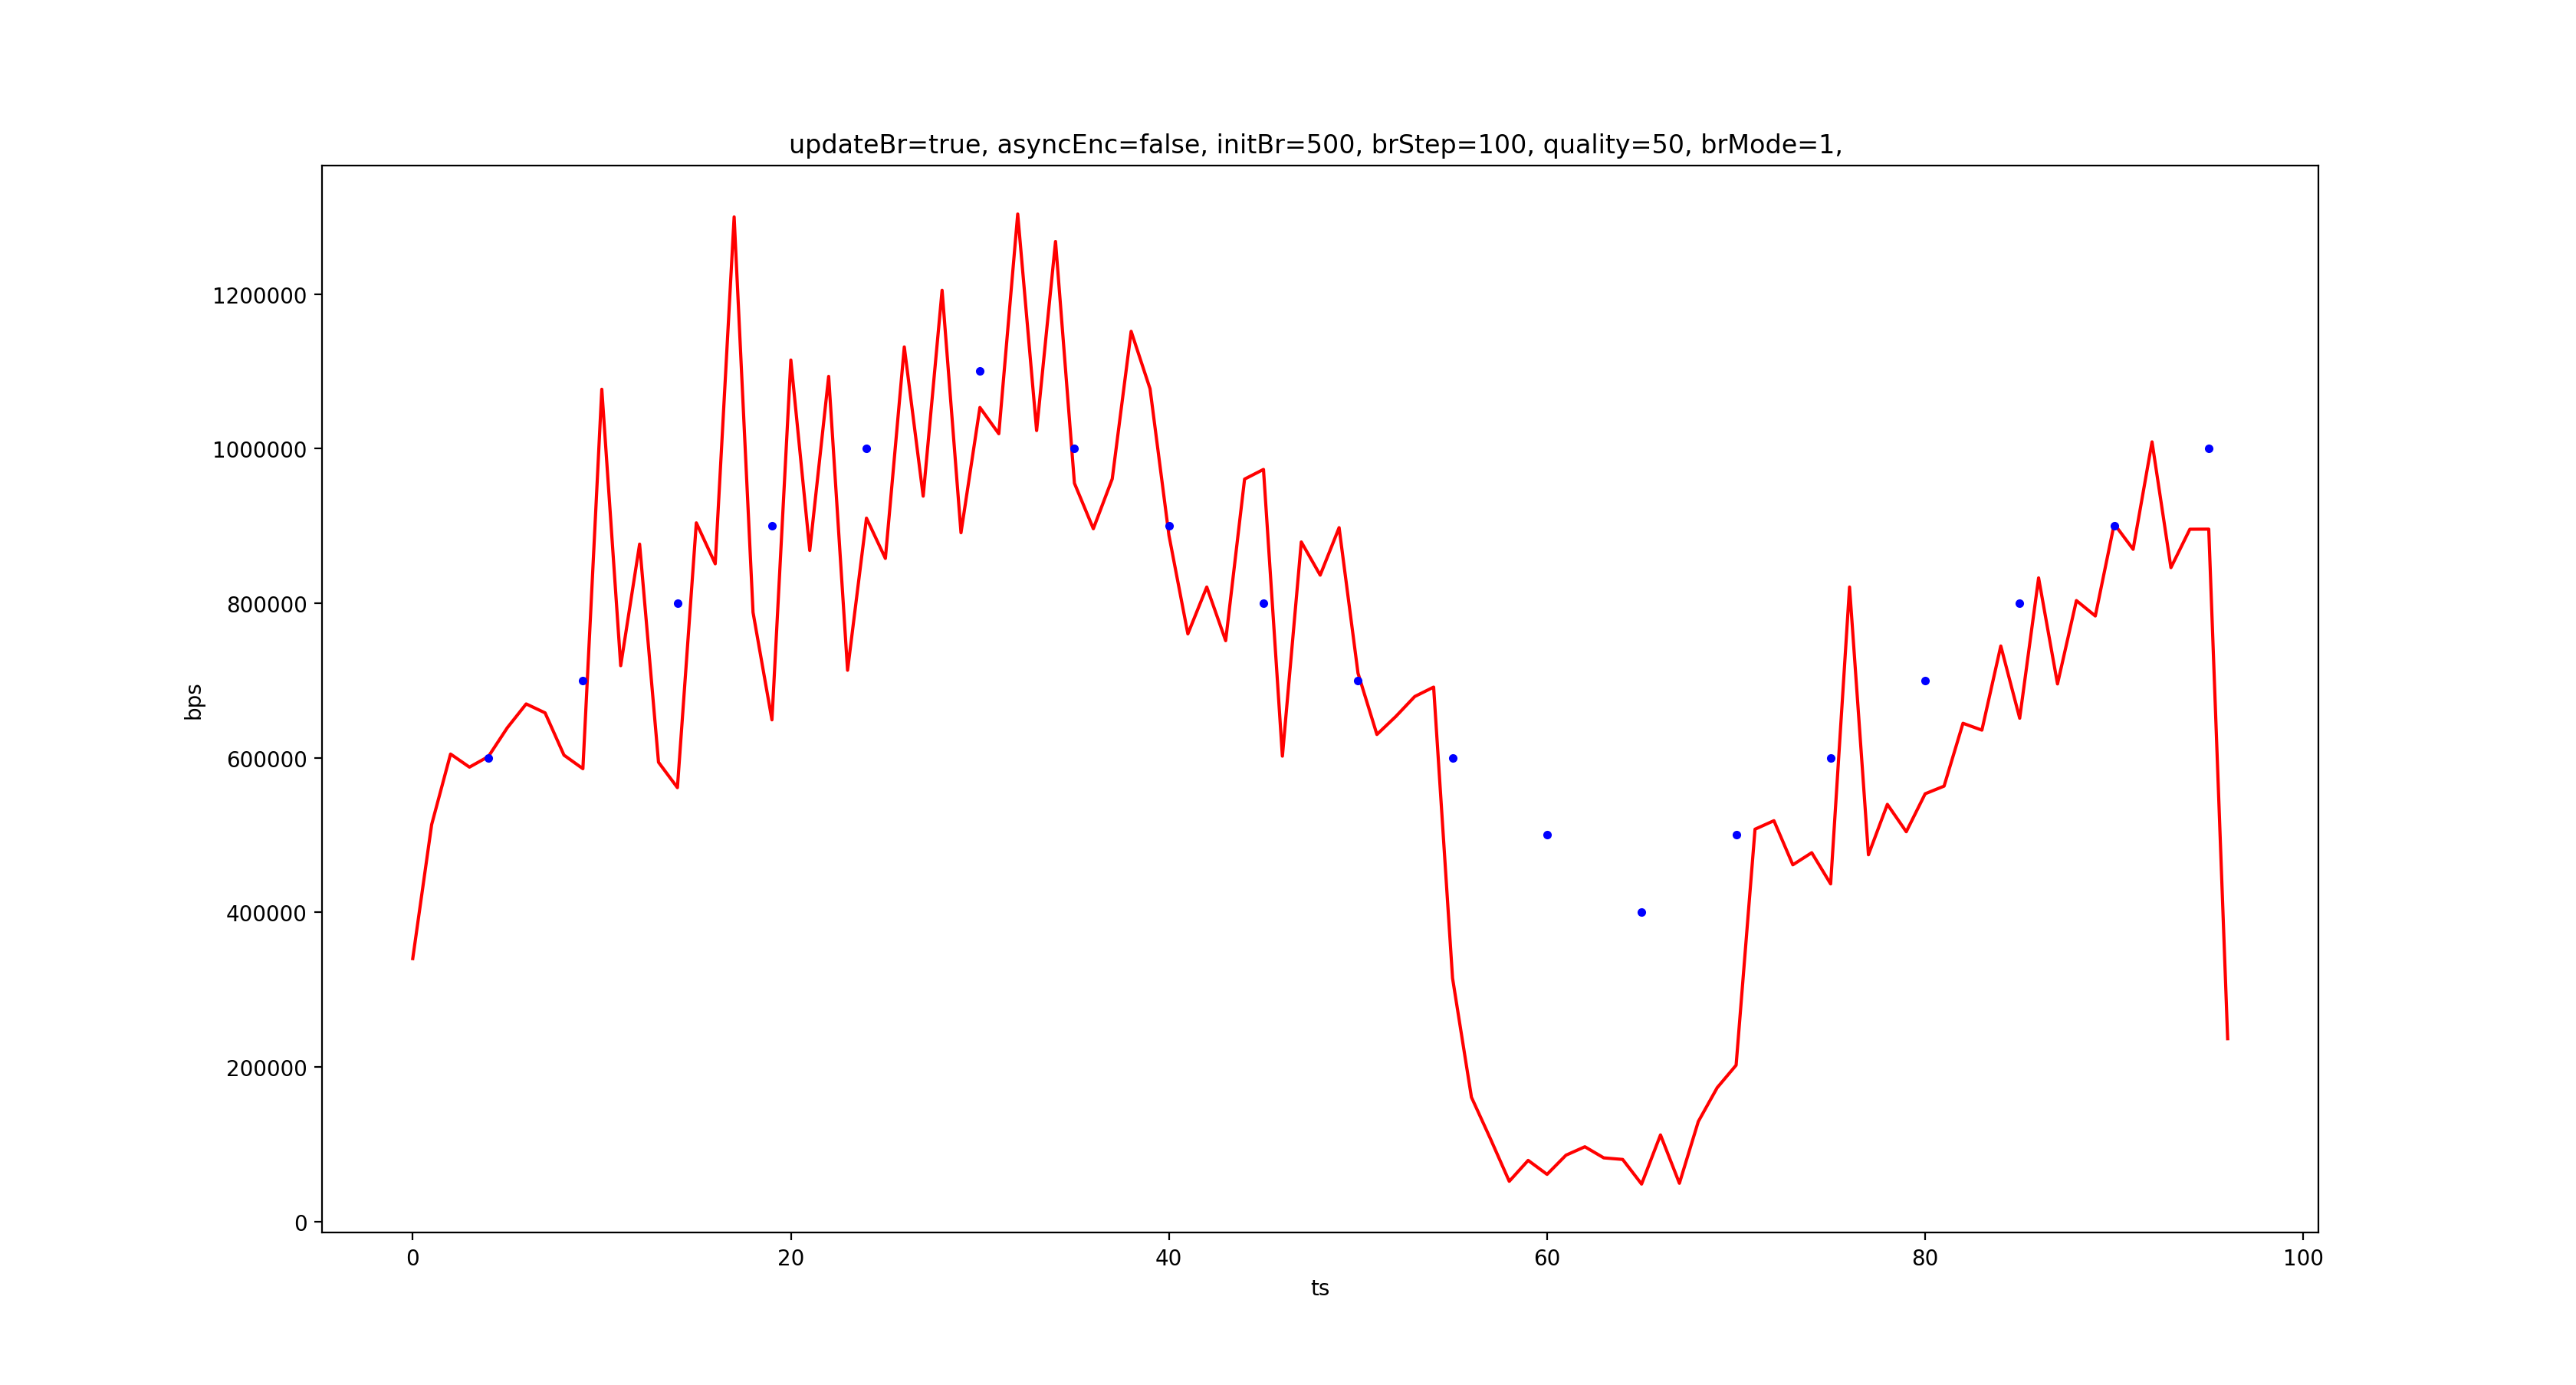 updateBr=true, asyncEnc=false, initBr=500, brStep=100, quality=50, brMode=1,
1200000
1000000
800000
600000
400000
200000
0
bps
0 20 40 60 80 100
ts